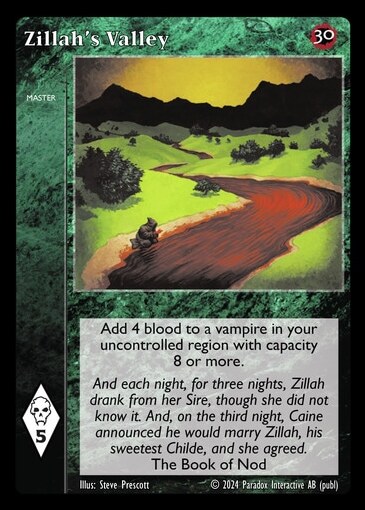 Zillah's Valley
30
MASTER
Add 4 blood to a vampire in your
uncontrolled region with capacity
8 or more.
And each night, for three nights, Zillah
drank from her Sire, though she did not
know it. And, on the third night, Caine
announced he would marry Zillah, his
sweetest Childe, and she agreed.
The Book of Nod
5
Illus: Steve Prescott
© 2024 Paradox Interactive AB (publ)